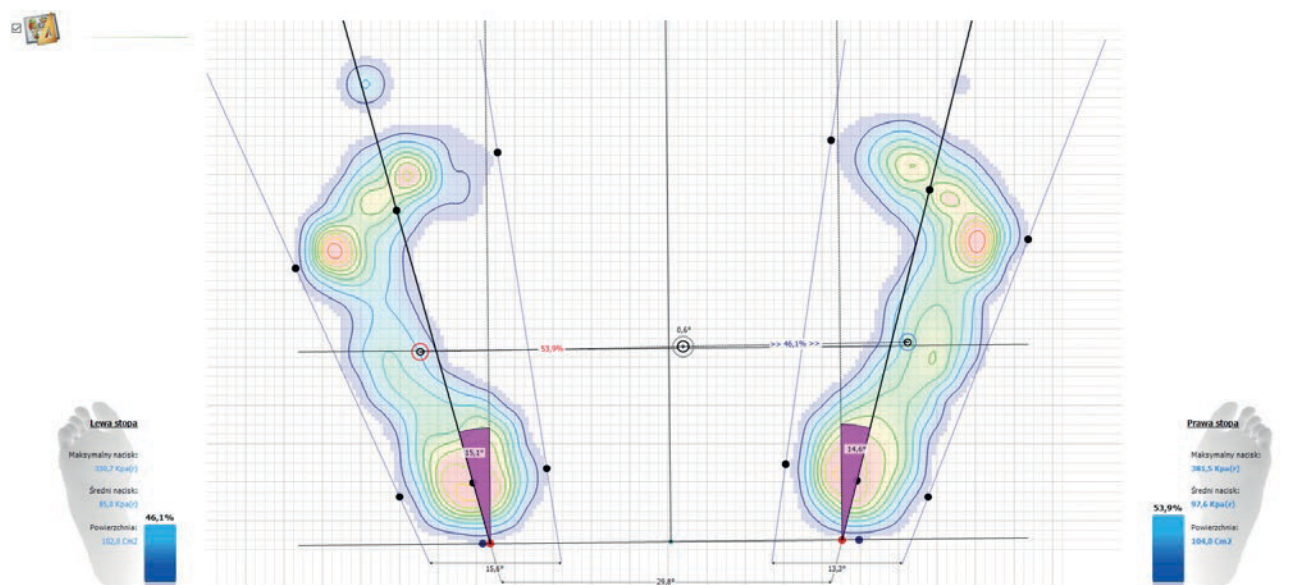 0,6°
53,9%
>> 46,1% >>
15,1°
14,6°
Lewa stopa
Maksymalny nacisk:
330,7 Kpa(r)
Średni nacisk:
85,0 Kpa(r)
Powierzchnia:
102,0 Cm2
46,1%
Prawa stopa
Maksymalny nacisk:
381,5 Kpa(r)
Średni nacisk:
97,6 Kpa(r)
Powierzchnia:
104,0 Cm2
53,9%
15,6°
13,3°
29,8°